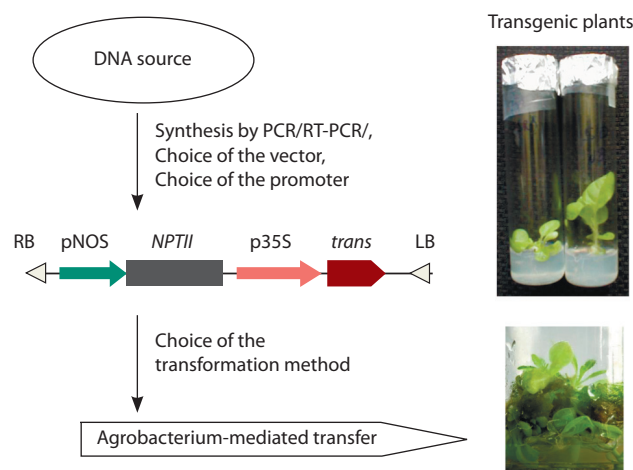 Transgenic plants
DNA source
Synthesis by PCR/RT-PCR/,
Choice of the vector,
Choice of the promoter
RB pNOS NPTII p35S trans LB
Choice of the
transformation method
Agrobacterium-mediated transfer